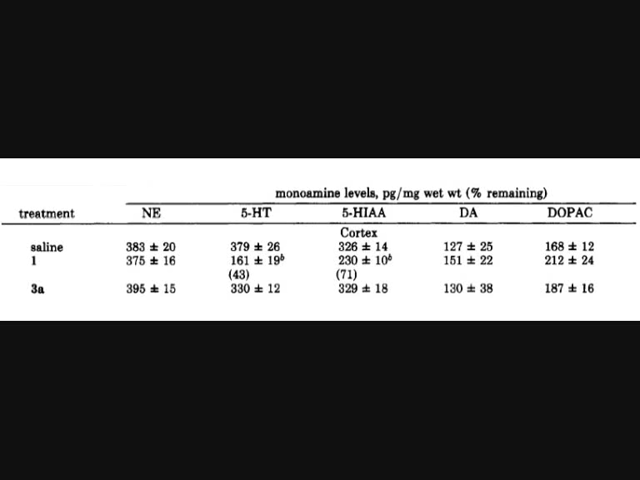 monoamine levels, pg/mg wet wt (% remaining)
treatment NE 5-HT 5-HIAA DA DOPAC
Cortex
saline 383 ± 20 379 ± 26 326 ± 14 127 ± 25 168 ± 12
1 375 ± 16 161 ± 19b 230 ± 10b 151 ± 22 212 ± 24
(43) (71)
3a 395 ± 15 330 ± 12 329 ± 18 130 ± 38 187 ± 16